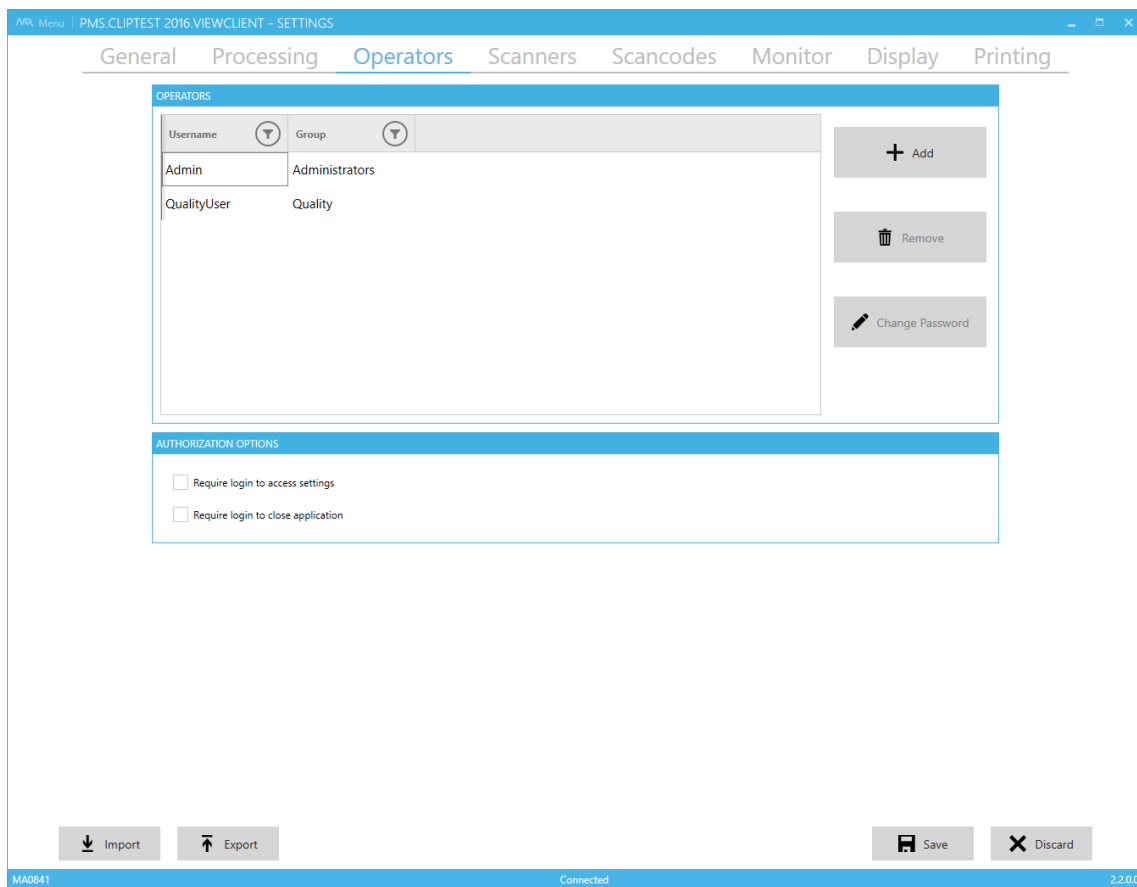 Menu PMS.CLIPTEST 2016.VIEWCLIENT - SETTINGS
General Processing Operators Scanners Scancodes Monitor Display Printing
OPERATORS
Username Group
Add
Admin Administrators
QualityUser Quality
Remove
Change Password
AUTHORIZATION OPTIONS
Require login to access settings
Require login to close application
Import Export Save Discard
MA0841 Connected 2.2.0.0